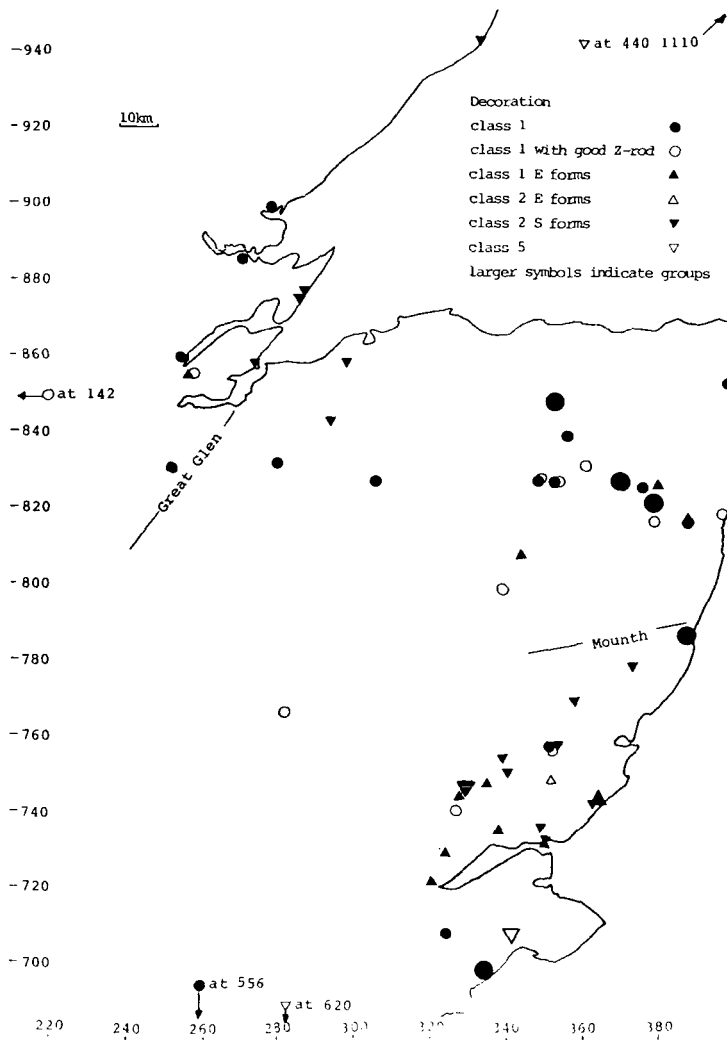 -940
▽at 440 1110
Decoration
-920
10km
class 1
class 1 with good Z-rod
class 1 E forms
-900
class 2 E forms
class 2 S forms
class 5
-880
larger symbols indicate groups
-860
at 142
-840
Great Glen
-820
-800
Mounth
-780
-760
-740
-720
-700
at 556
at 620
220 240 260 280 300 320 340 360 380